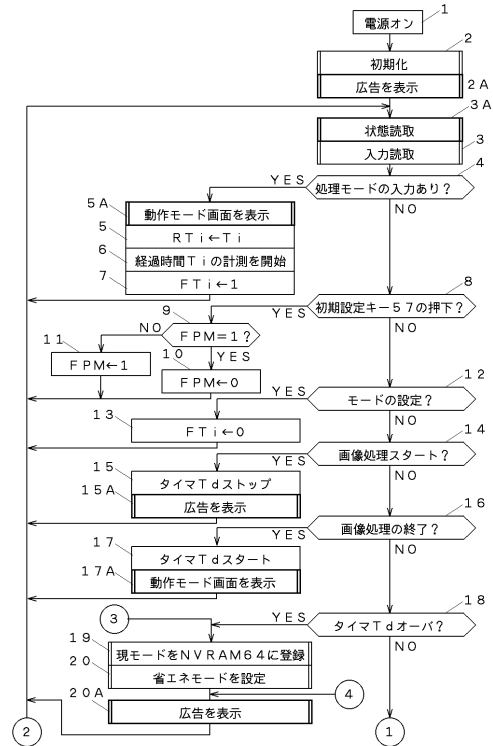 電源オン
1
2
初期化
広告を表示
2A
3A
状態読取
入力読取
3
4
処理モードの入力あり?
YES
NO
5A
動作モード画面を表示
5
RTi←Ti
6
経過時間Tiの計測を開始
7
FTi←1
8
初期設定キー57の押下?
YES
NO
9
FPM=1?
NO
YES
11
FPM←1
10
FPM←0
12
モードの設定?
YES
NO
13
FTi←0
14
画像処理スタート?
YES
NO
15
タイマTdストップ
15A
広告を表示
16
画像処理の終了?
YES
NO
17
タイマTdスタート
17A
動作モード画面を表示
18
タイマTdオーバ?
YES
NO
3
19
現モードをNVRAM64に登録
20
省エネモードを設定
4
20A
広告を表示
2
1